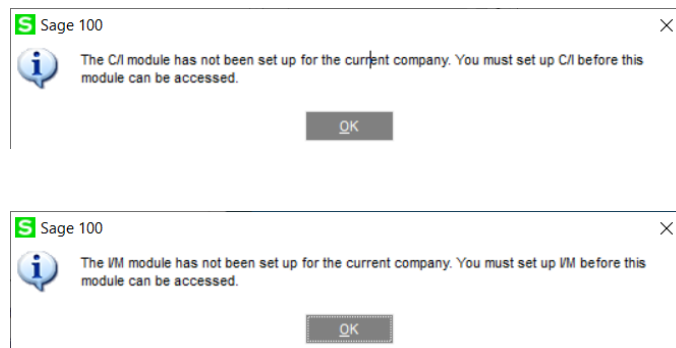 Sage 100
The C/I module has not been set up for the current company. You must set up C/I before this
module can be accessed.
OK
Sage 100
The I/M module has not been set up for the current company. You must set up I/M before this
module can be accessed.
OK